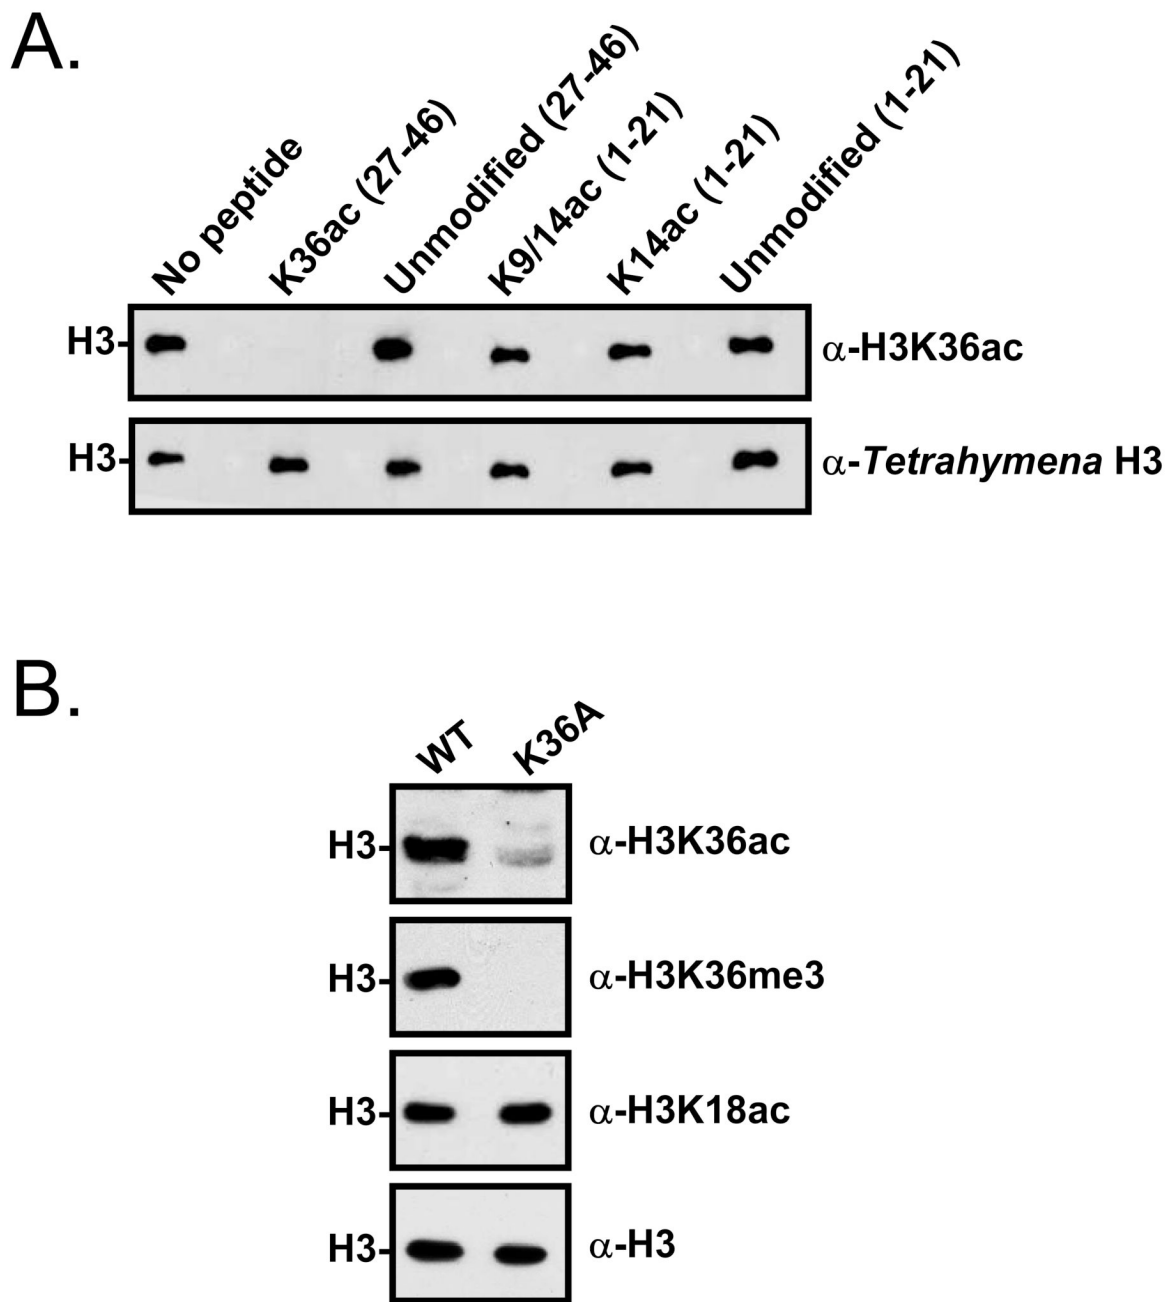 A.
No peptide
K36ac (27-46)
Unmodified (27-46)
K9/14ac (1-21)
K14ac (1-21)
Unmodified (1-21)
H3- α-H3K36ac
H3- α-Tetrahymena H3
B.
WT K36A
H3- α-H3K36ac
H3- α-H3K36me3
H3- α-H3K18ac
H3- α-H3